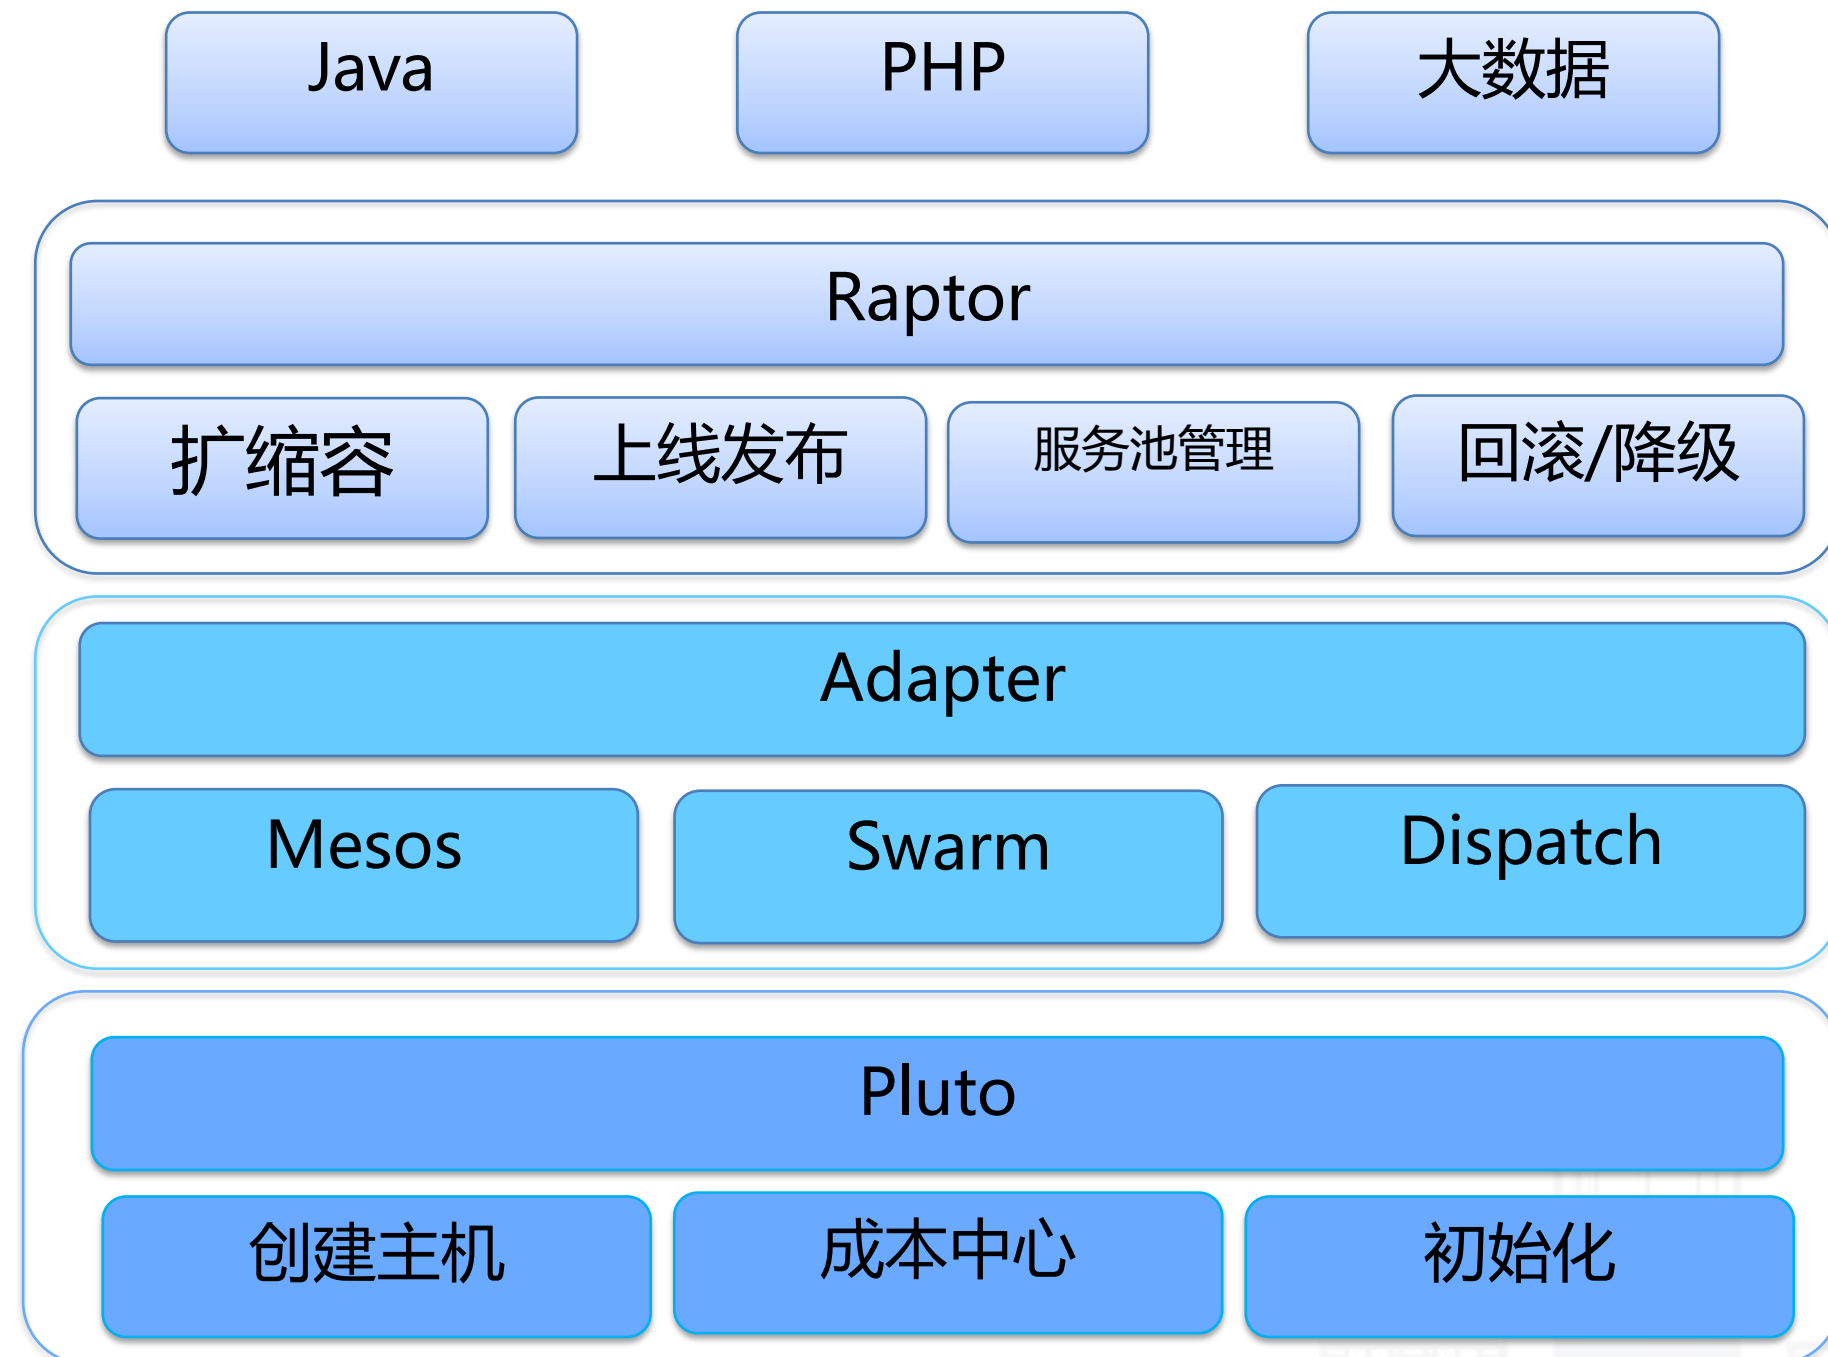 Java
PHP
大数据
Raptor
扩缩容
上线发布
服务池管理
回滚/降级
Adapter
Mesos
Swarm
Dispatch
Pluto
创建主机
成本中心
初始化